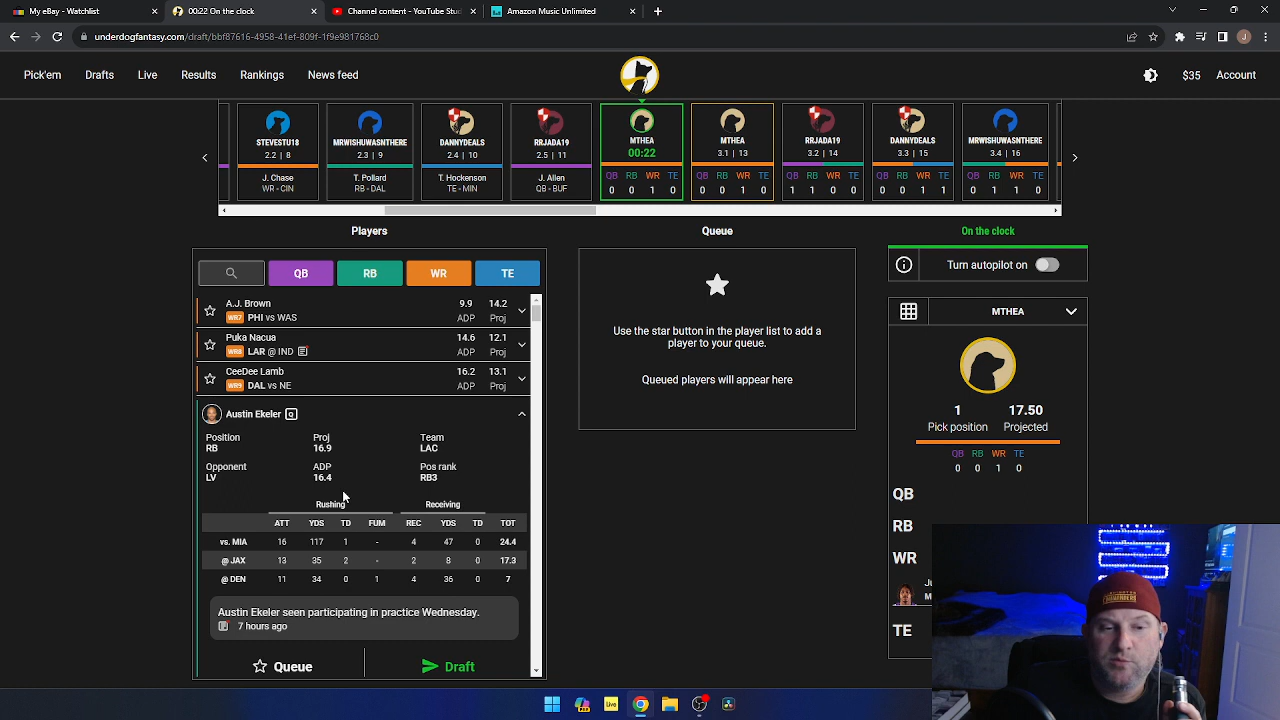 My eBay - Watchlist
00:22 On the clock
Channel content - YouTube Stud
Amazon Music Unlimited
underdogfantasy.com/draft/bbf87616-4958-41ef-809f-1f9e981768c0
J
Pick'em Drafts Live Results Rankings News feed
$35 Account
STEVESTU18
2.2 | 8
J. Chase
WR - CIN
MRWISHUWASNTHERE
2.3 | 9
T. Pollard
RB - DAL
DANNYDEALS
2.4 | 10
T. Hockenson
TE - MIN
RRJADA19
2.5 | 11
J. Allen
QB - BUF
MTHEA
00:22
QB RB WR TE
0 0 1 0
MTHEA
3.1 | 13
QB RB WR TE
0 0 1 0
RRJADA19
3.2 | 14
QB RB WR TE
1 1 0 0
DANNYDEALS
3.3 | 15
QB RB WR TE
0 0 1 1
MRWISHUWASNTHERE
3.4 | 16
QB RB WR TE
0 1 1 0
Players
QB RB WR TE
A.J. Brown 9.9 14.2
WR7 PHI vs WAS ADP Proj
Puka Nacua 14.6 12.1
WR8 LAR @ IND ADP Proj
CeeDee Lamb 16.2 13.1
WR9 DAL vs NE ADP Proj
Austin Ekeler Q
Position Proj Team
RB 16.9 LAC
Opponent ADP Pos rank
LV 16.4 RB3
Rushing Receiving
ATT YDS TD FUM REC YDS TD TOT
vs. MIA 16 117 1 - 4 47 0 24.4
@ JAX 13 35 2 - 2 8 0 17.3
@ DEN 11 34 0 1 4 36 0 7
Austin Ekeler seen participating in practice Wednesday.
7 hours ago
Queue Draft
Queue
Use the star button in the player list to add a
player to your queue.
Queued players will appear here
On the clock
Turn autopilot on
MTHEA
1 17.50
Pick position Projected
QB RB WR TE
0 0 1 0
QB
RB
WR
TE
Live